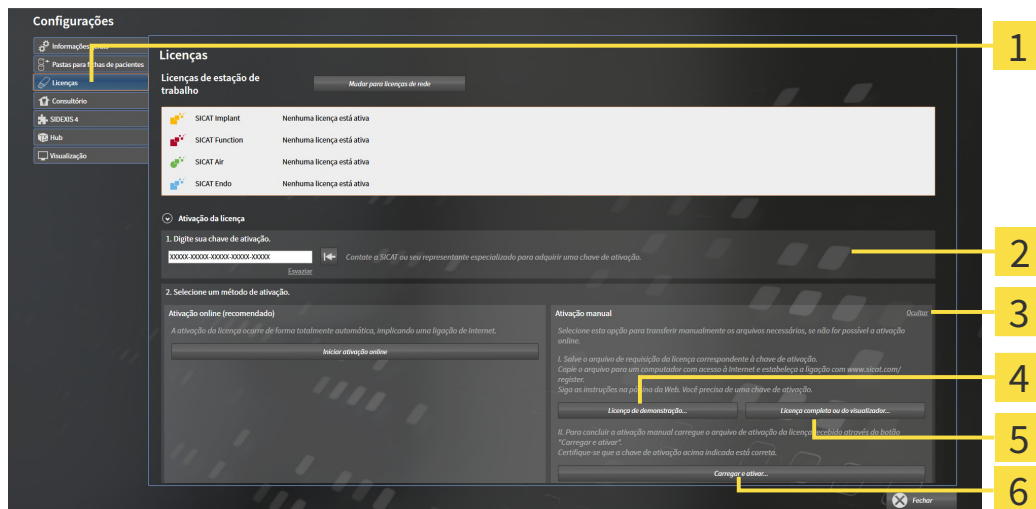 Configurações
Informações gerais
Pastas para fichas de pacientes
Licenças
Consultório
SIDEXIS 4
Hub
Visualização
Licenças
Licenças de estação de
trabalho
Mudar para licenças de rede
SICAT Implant Nenhuma licença está ativa
SICAT Function Nenhuma licença está ativa
SICAT Air Nenhuma licença está ativa
SICAT Endo Nenhuma licença está ativa
Ativação da licença
1. Digite sua chave de ativação.
XXXXX-XXXXX-XXXXX-XXXXX-XXXXX
Contate a SICAT ou seu representante especializado para adquirir uma chave de ativação.
Esvaziar
2. Selecione um método de ativação.
Ativação online (recomendado)
A ativação da licença ocorre de forma totalmente automática, implicando uma ligação de Internet.
Iniciar ativação online
Ativação manual
Ocultar
Selecione esta opção para transferir manualmente os arquivos necessários, se não for possível a ativação
online.
I. Salve o arquivo de requisição da licença correspondente à chave de ativação.
Copie o arquivo para um computador com acesso à Internet e estabeleça a ligação com www.sicat.com/
register.
Siga as instruções na página da Web. Você precisa de uma chave de ativação.
Licença de demonstração...
Licença completa ou do visualizador...
II. Para concluir a ativação manual carregue o arquivo de ativação da licença recebido através do botão
"Carregar e ativar".
Certifique-se que a chave de ativação acima indicada está correta.
Carregar e ativar...
Fechar
1
2
3
4
5
6